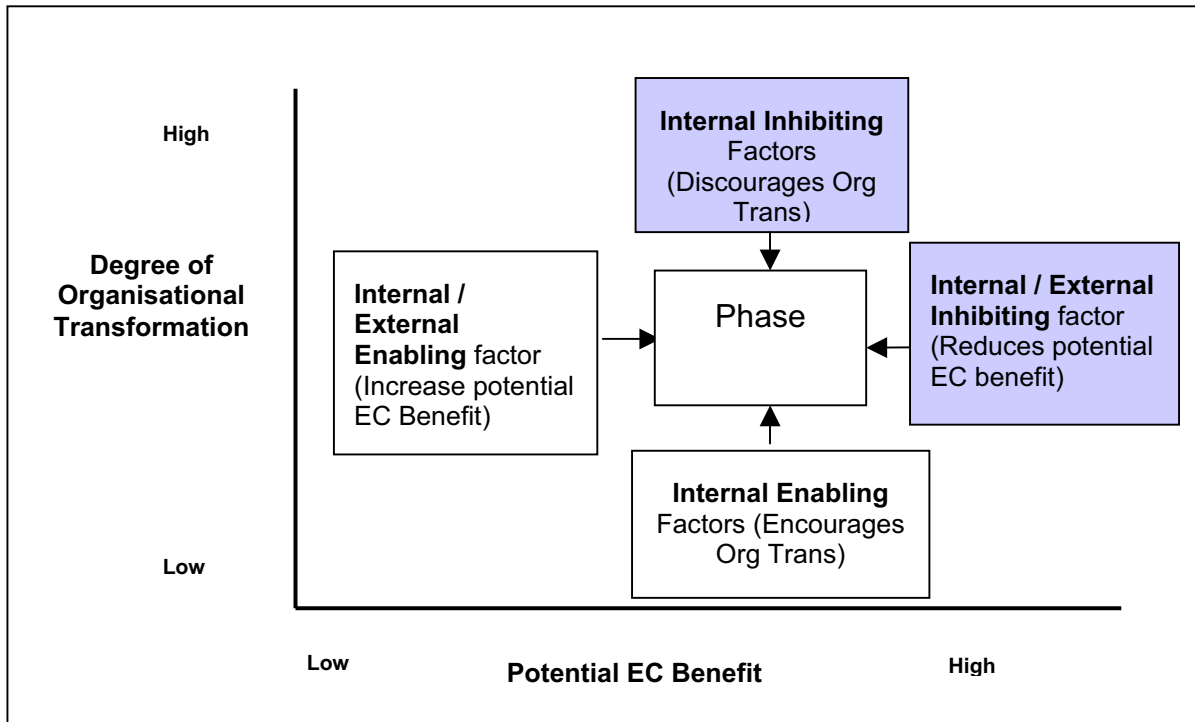 High
Degree of
Organisational
Transformation
Low
Internal /
External
Enabling factor
(Increase potential
EC Benefit)
Internal Inhibiting
Factors
(Discourages Org
Trans)
Phase
Internal / External
Inhibiting factor
(Reduces potential
EC benefit)
Internal Enabling
Factors (Encourages
Org Trans)
Low
Potential EC Benefit
High